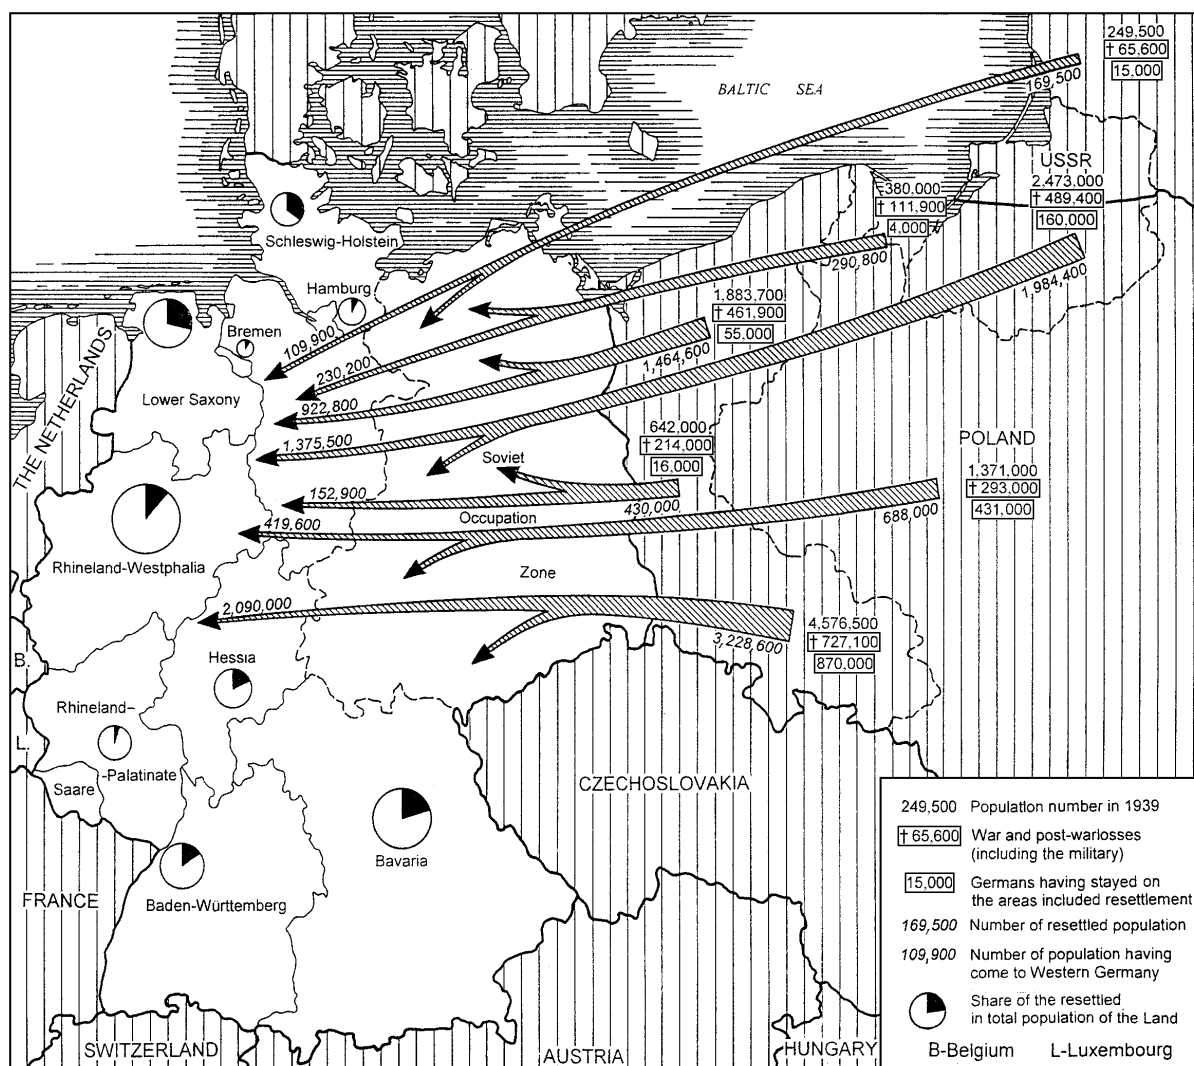 249,500
† 65,600
15,000
BALTIC SEA
169,500
USSR
2,473,000
† 489,400
160,000
380,000
† 111,900
4,000
Schleswig-Holstein
290,800
1,984,400
Hamburg
1,883,700
† 461,900
55,000
Bremen
109,900
1,464,600
THE NETHERLANDS
230,200
Lower Saxony
922,800
642,000
† 214,000
16,000
1,375,500
Soviet
POLAND
1,371,000
† 293,000
431,000
152,900
430,000
Occupation
688,000
419,600
Rhineland-Westphalia
Zone
2,090,000
4,576,500
† 727,100
870,000
3,228,600
B.
Hessia
Rhineland-
L.
-Palatinate
Saare
CZECHOSLOVAKIA
Bavaria
FRANCE
Baden-Württemberg
SWITZERLAND
AUSTRIA
HUNGARY
249,500 Population number in 1939
† 65,600 War and post-warlosses
(including the military)
15,000 Germans having stayed on
the areas included resettlement
169,500 Number of resettled population
109,900 Number of population having
come to Western Germany
Share of the resettled
in total population of the Land
B-Belgium L-Luxembourg